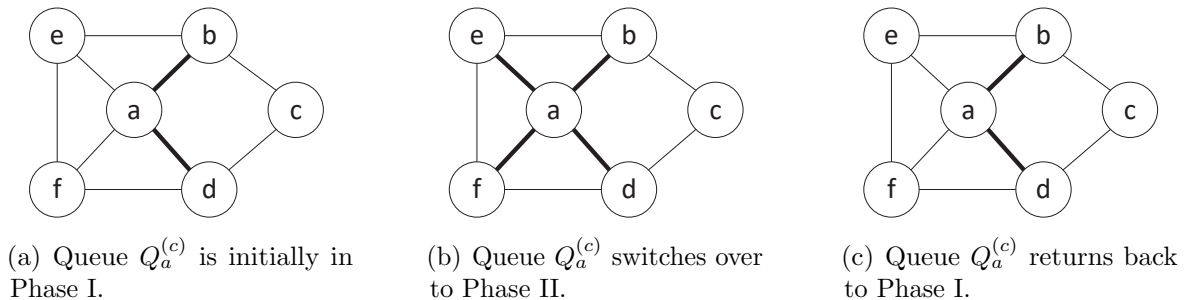 e b
a c
f d
e b
a c
f d
e b
a c
f d
(a) Queue $Q_a^{(c)}$ is initially in
Phase I.
(b) Queue $Q_a^{(c)}$ switches over
to Phase II.
(c) Queue $Q_a^{(c)}$ returns back
to Phase I.